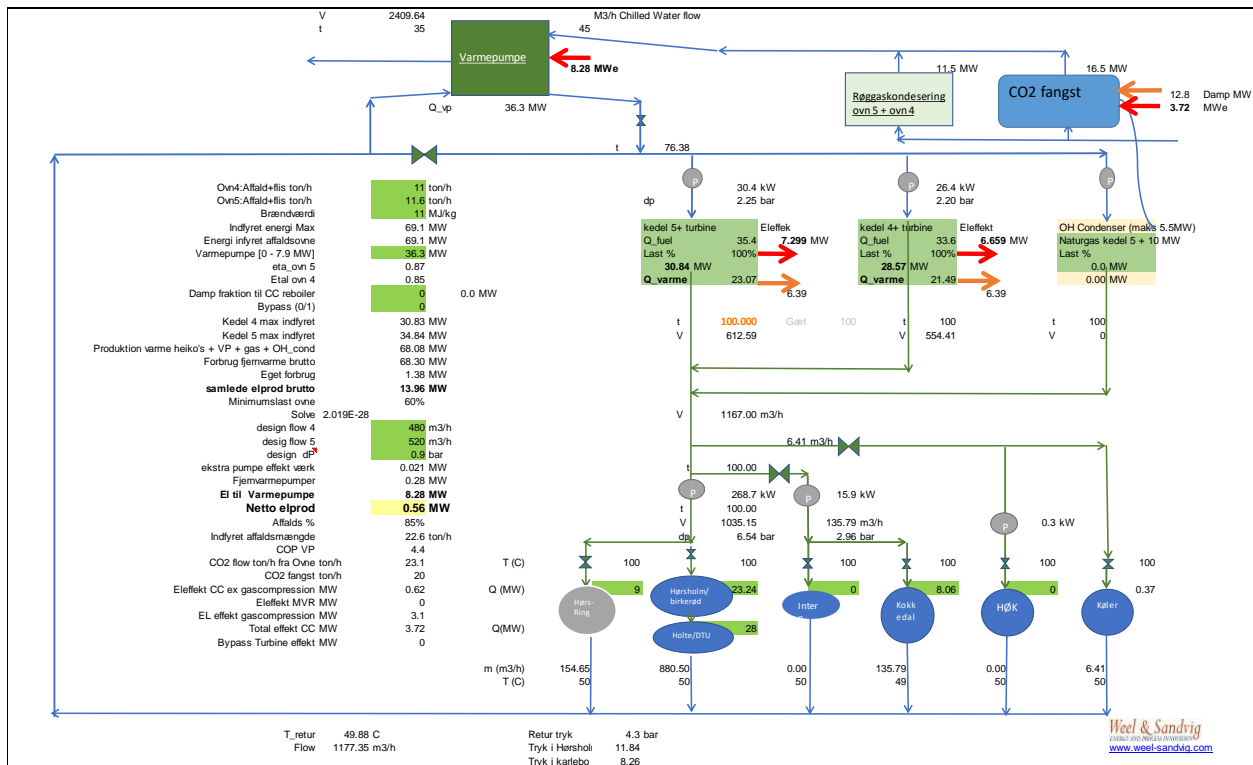 V 2409.64 M3/h Chilled Water flow
t 35 45
Varmepumpe
8.28 MWe
Q_vp 36.3 MW
11.5 MW
16.5 MW
Røggaskondesering
ovn 5 + ovn 4
CO2 fangst
12.8 Damp MW
3.72 MWe
t 76.38
Ovn4:Affald+flis ton/h 11 ton/h
Ovn5:Affald+flis ton/h 11.6 ton/h
Brændværdi 11 MJ/kg
Indfyret energi Max 69.1 MW
Energi infyret affaldsovne 69.1 MW
Varmepumpe [0 - 7.9 MW] 36.3 MW
eta_ovn 5 0.87
Etal ovn 4 0.85
Damp fraktion til CC reboiler 0 0.0 MW
Bypass (0/1) 0
Kedel 4 max indfyret 30.83 MW
Kedel 5 max indfyret 34.84 MW
Produktion varme heiko's + VP + gas + OH_cond 68.08 MW
Forbrug fjernvarme brutto 68.30 MW
Eget forbrug 1.38 MW
samlede elprod brutto 13.96 MW
Minimumslast ovne 60%
Solve 2.019E-28
design flow 4 480 m3/h
desig flow 5 520 m3/h
design dP 0.9 bar
ekstra pumpe effekt værk 0.021 MW
Fjernvarmepumper 0.28 MW
El til Varmepumpe 8.28 MW
Netto elprod 0.56 MW
Affalds % 85%
Indfyret affaldsmængde 22.6 ton/h
COP VP 4.4
CO2 flow ton/h fra Ovne ton/h 23.1
CO2 fangst ton/h 20
Eleffekt CC ex gascompression MW 0.62
Eleffekt MVR MW 0
EL effekt gascompression MW 3.1
Total effekt CC MW 3.72
Bypass Turbine effekt MW 0
P
30.4 kW
dp 2.25 bar
P
26.4 kW
2.20 bar
P
kedel 5+ turbine Eleffek
Q_fuel 35.4 7.299 MW
Last % 100%
30.84 MW
Q_varme 23.07
6.39
kedel 4+ turbine Eleffekt
Q_fuel 33.6 6.659 MW
Last % 100%
28.57 MW
Q_varme 21.49
6.39
OH Condenser (maks 5.5MW)
Naturgas kedel 5 + 10 MW
Last %
0.0 MW
0.00 MW
t 100.000 Gæt 100 t 100 t 100
V 612.59 V 554.41 V 0
V 1167.00 m3/h
6.41 m3/h
t 100.00
P 268.7 kW P 15.9 kW
t 100.00
V 1035.15 135.79 m3/h
dp 6.54 bar 2.96 bar
P 0.3 kW
T (C) 100 100 100 100 100 100
Q (MW) 9 23.24 0 8.06 0 0.37
Hørs-
Ring
Hørsholm/
birkerød
Inter
Kokk
edal
HØK
Køler
Q(MW) Holte/DTU 28
m (m3/h) 154.65 880.50 0.00 135.79 0.00 6.41
T (C) 50 50 50 49 50 50
T_retur 49.88 C
Flow 1177.35 m3/h
Retur tryk 4.3 bar
Tryk i Hørshol 11.84
Tryk i karlebo 8.26
Weel & Sandvig
ENERGY AND PROCESS INNOVATION
www.weel-sandvig.com